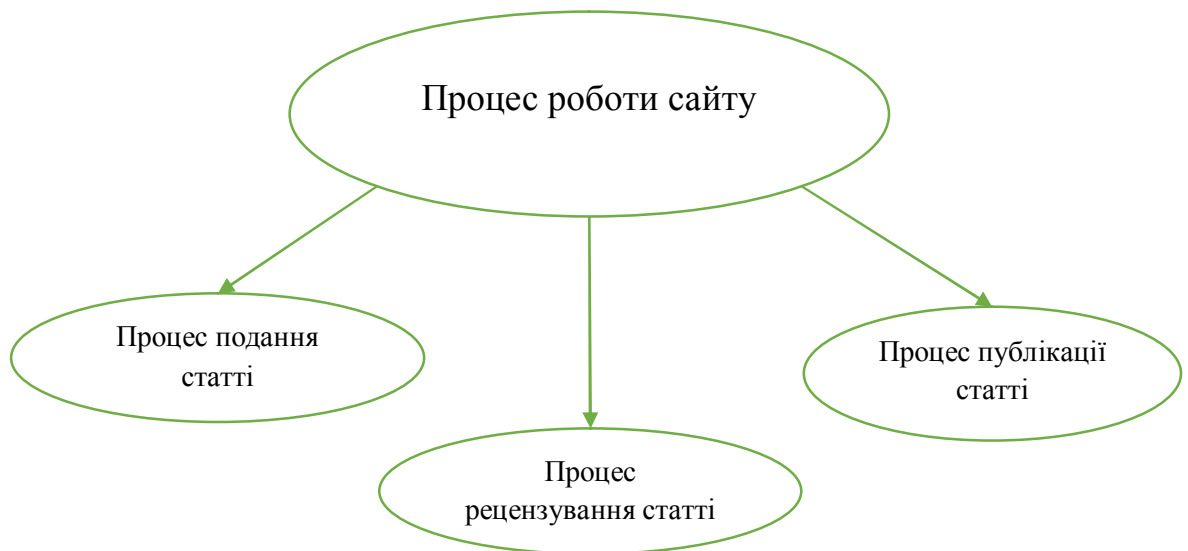 Процес роботи сайту
Процес подання
статті
Процес публікації
статті
Процес
рецензування статті